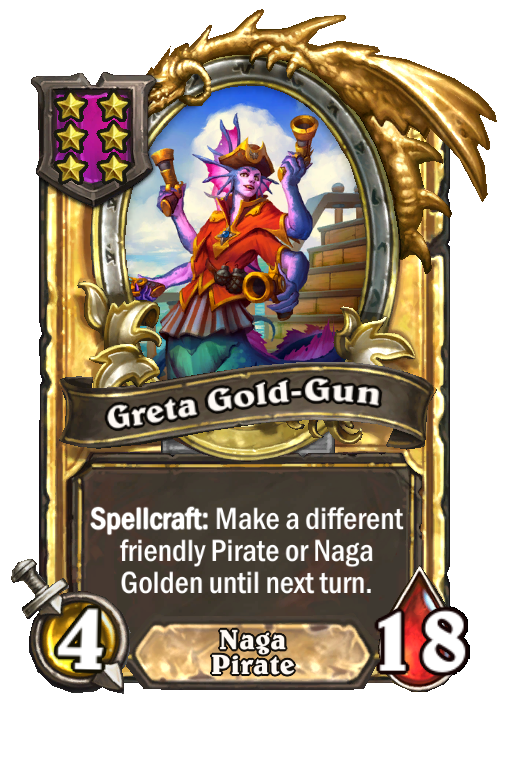 Greta Gold-Gun
Spellcraft: Make a different
friendly Pirate or Naga
Golden until next turn.
4
Naga
Pirate
18